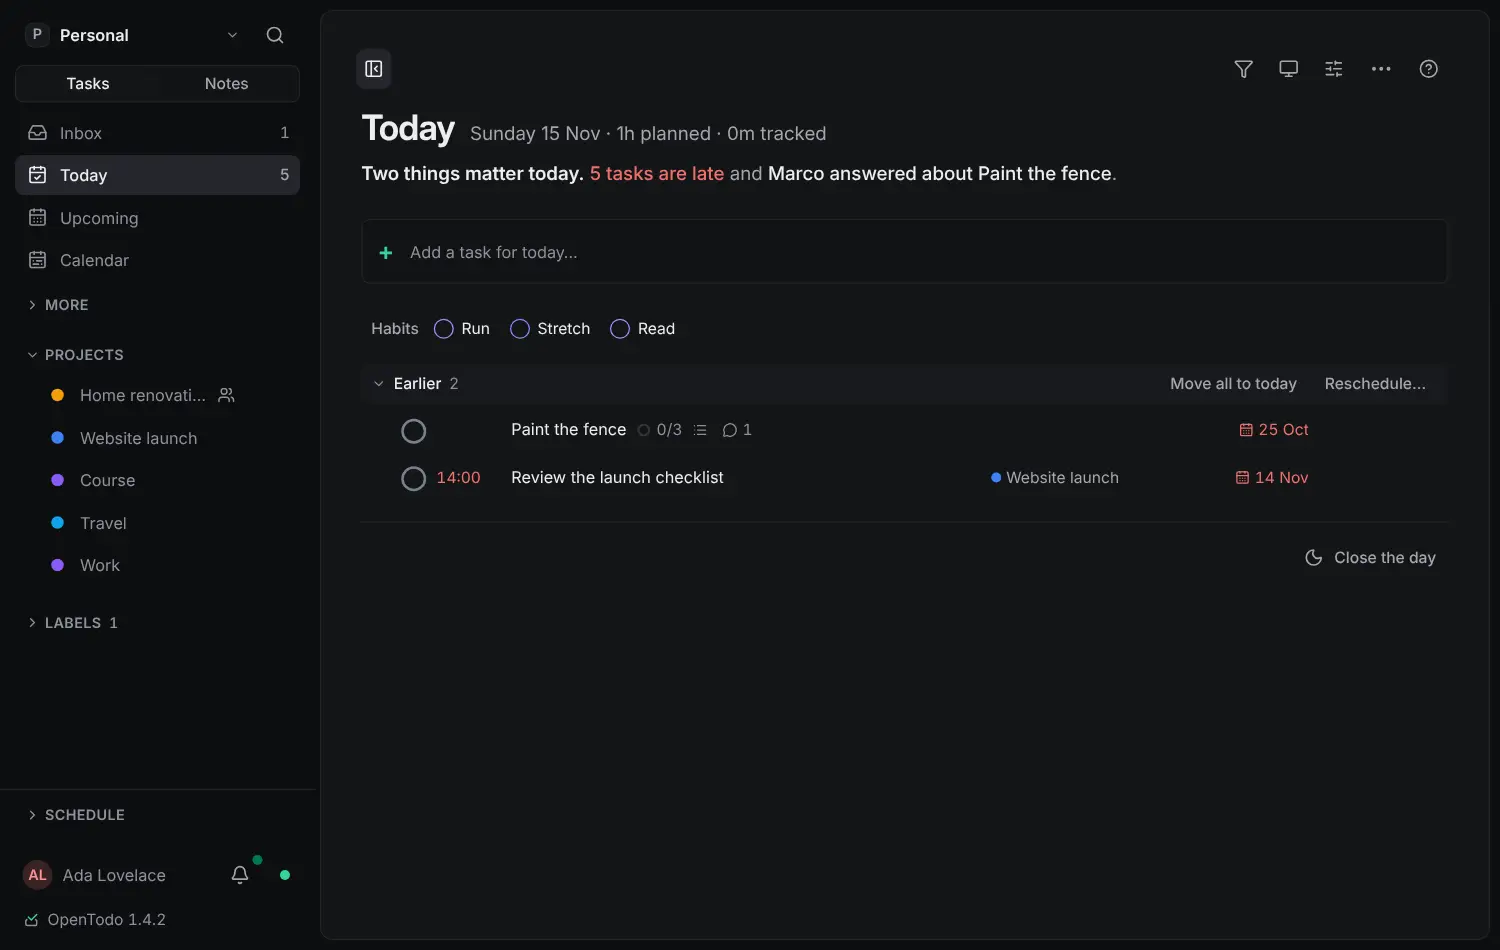 P Personal
Tasks Notes
Inbox 1
Today 5
Upcoming
Calendar
MORE
PROJECTS
Home renovati...
Website launch
Course
Travel
Work
LABELS 1
SCHEDULE
AL Ada Lovelace
OpenTodo 1.4.2
Today Sunday 15 Nov · 1h planned · 0m tracked
Two things matter today. 5 tasks are late and Marco answered about Paint the fence.
+ Add a task for today...
Habits Run Stretch Read
Earlier 2 Move all to today Reschedule...
Paint the fence 0/3 1 25 Oct
14:00 Review the launch checklist Website launch 14 Nov
Close the day